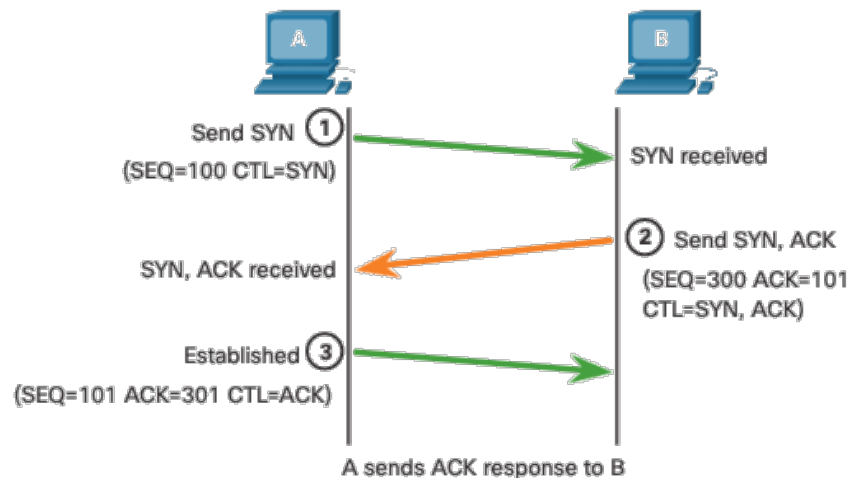 A
B
Send SYN 1
(SEQ=100 CTL=SYN)
SYN received
2 Send SYN, ACK
SYN, ACK received
(SEQ=300 ACK=101
CTL=SYN, ACK)
Established 3
(SEQ=101 ACK=301 CTL=ACK)
A sends ACK response to B